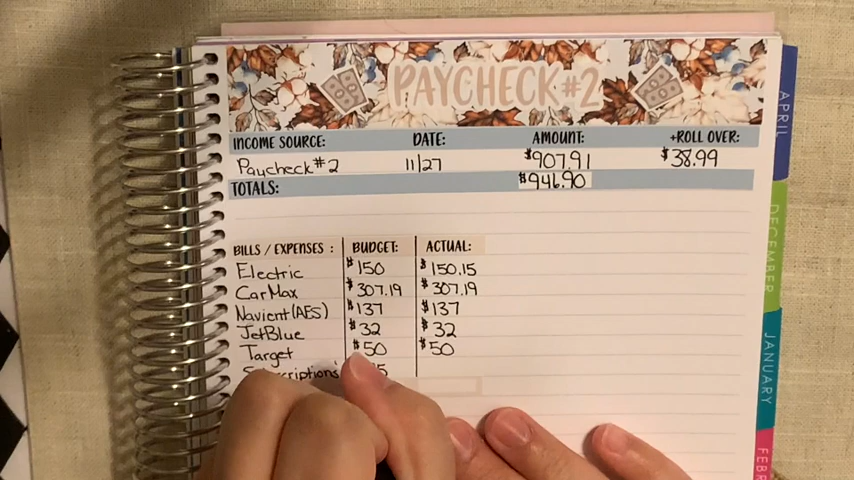 PAYCHECK #2
INCOME SOURCE: DATE: AMOUNT: +ROLL OVER:
Paycheck #2 11/27 $907.91 $38.99
TOTALS: $946.90
BILLS / EXPENSES : BUDGET: ACTUAL:
Electric $150 $150.15
CarMax $307.19 $307.19
Navient (AES) $137 $137
JetBlue $32 $32
Target $50 $50
APRIL
DECEMBER
JANUARY
FEBR